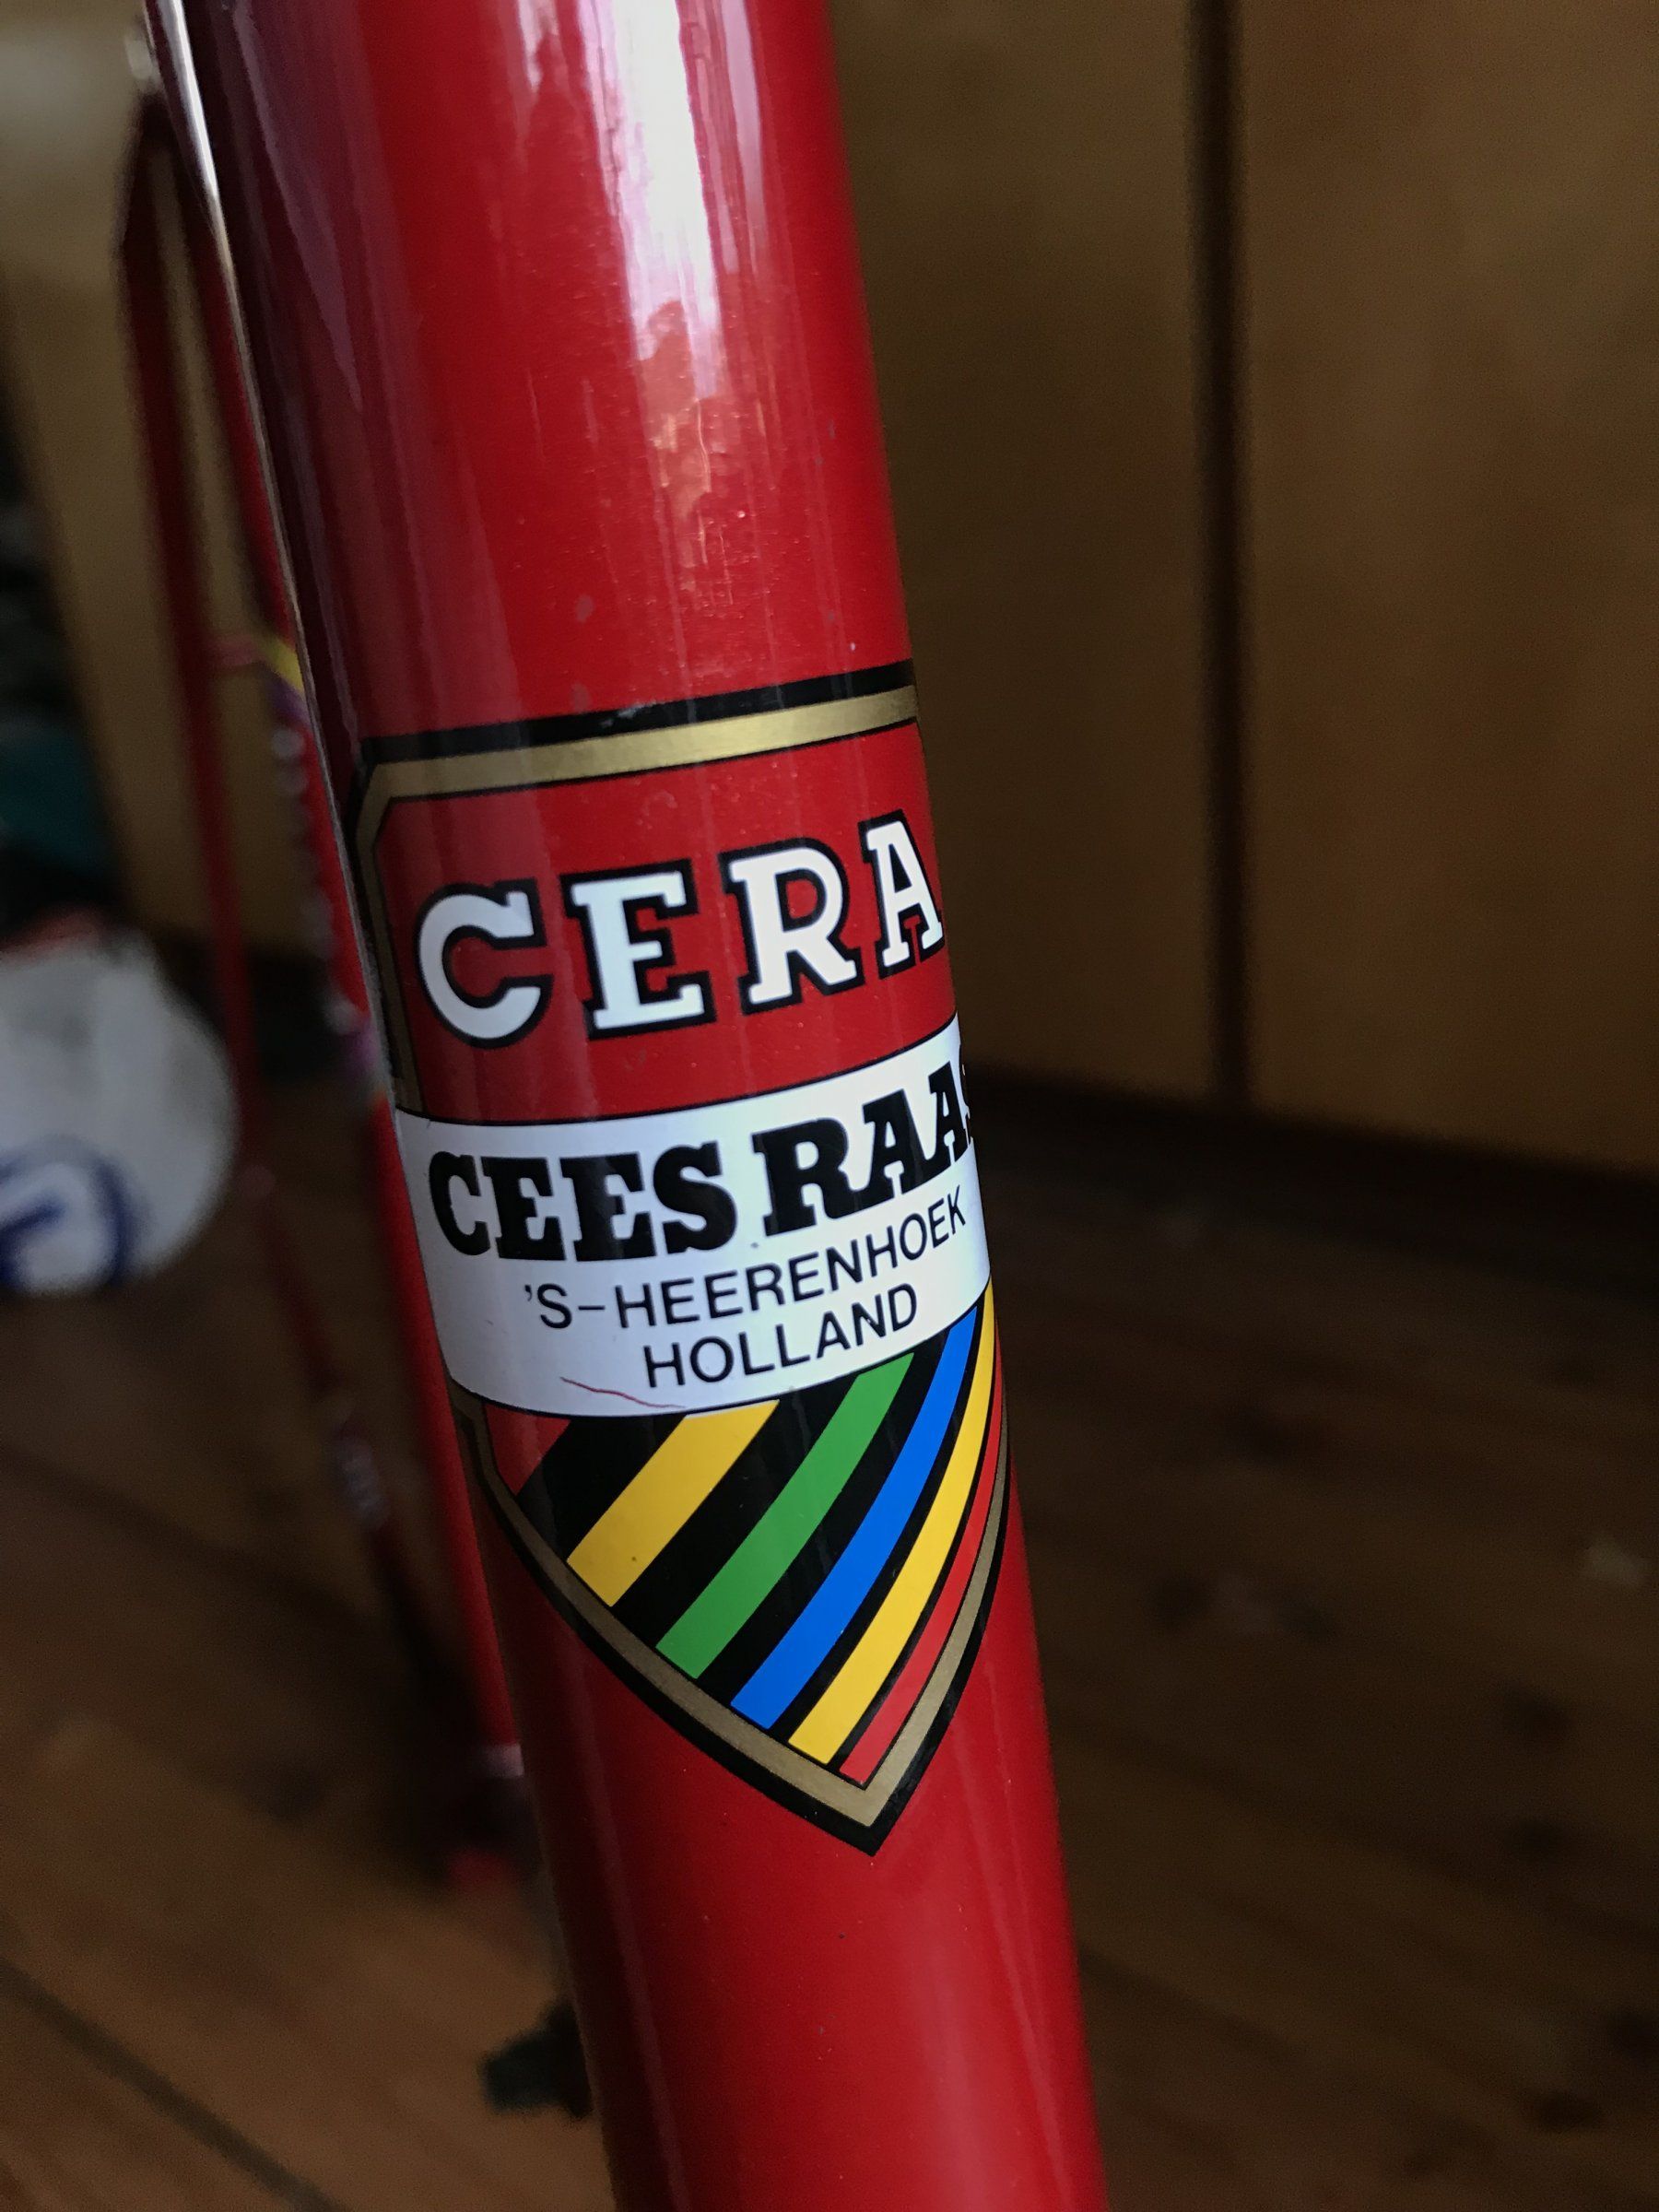 CERA
CEES RAAS
'S-HEERENHOEK
HOLLAND